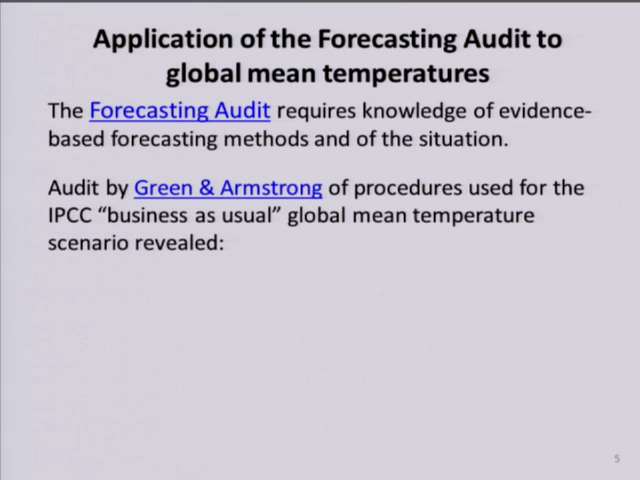 Application of the Forecasting Audit to
global mean temperatures
The Forecasting Audit requires knowledge of evidence-
based forecasting methods and of the situation.
Audit by Green & Armstrong of procedures used for the
IPCC “business as usual” global mean temperature
scenario revealed:
5